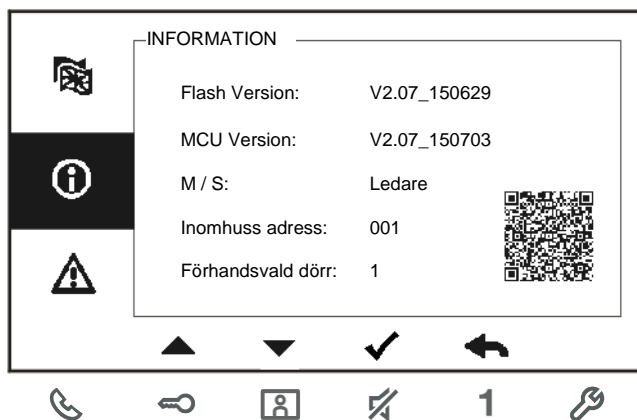 INFORMATION
Flash Version: V2.07_150629
MCU Version: V2.07_150703
M / S: Ledare
Inomhuss adress: 001
Förhandsvald dörr: 1
1